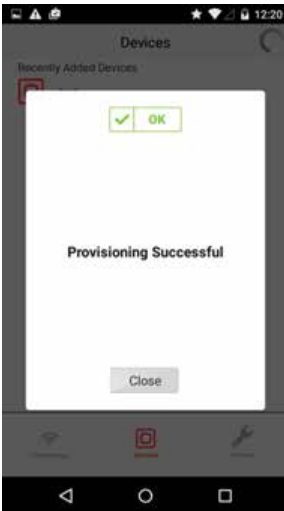 12:20
Devices
Recently Added Devices
OK
Provisioning Successful
Close